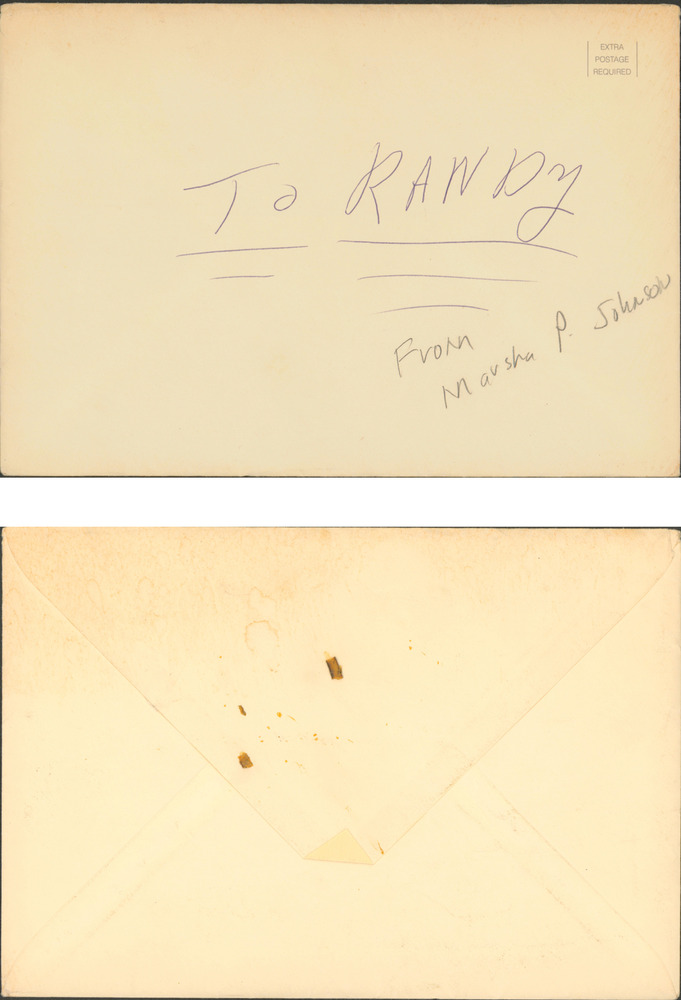 EXTRA
POSTAGE
REQUIRED
To RANDy
From
Marsha P. Johnson